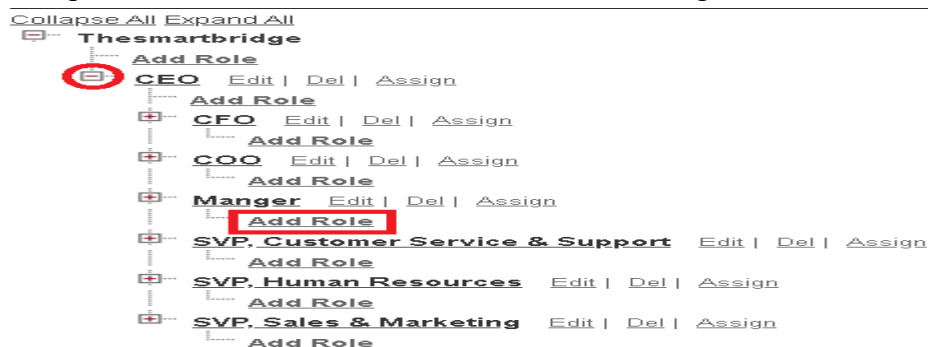 Collapse All Expand All
Thesmartbridge
Add Role
CEO Edit | Del | Assign
Add Role
CFO Edit | Del | Assign
Add Role
COO Edit | Del | Assign
Add Role
Manger Edit | Del | Assign
Add Role
SVP, Customer Service & Support Edit | Del | Assign
Add Role
SVP, Human Resources Edit | Del | Assign
Add Role
SVP, Sales & Marketing Edit | Del | Assign
Add Role